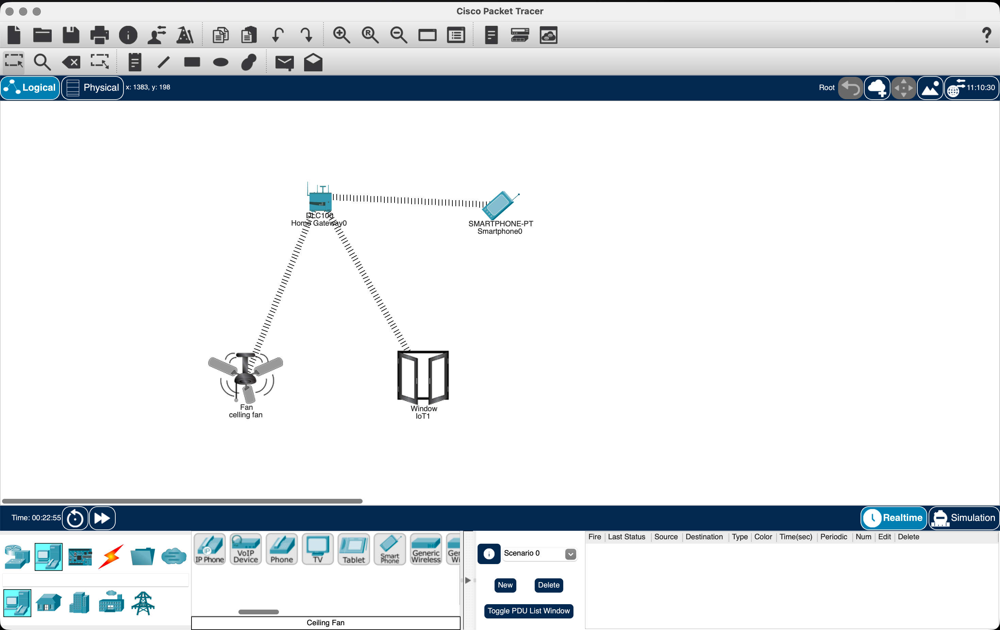 Cisco Packet Tracer
Logical
Physical
x: 1383, y: 198
Root
11:10:30
DLC100
Home Gateway0
SMARTPHONE-PT
Smartphone0
Fan
celling fan
Window
IoT1
Time: 00:22:55
Realtime
Simulation
IP
IP Phone
VoIP
Device
Phone
TV
Tablet
Smart
Phone
Generic
Wireless
Ceiling Fan
Scenario 0
New
Delete
Toggle PDU List Window
Fire Last Status Source Destination Type Color Time(sec) Periodic Num Edit Delete